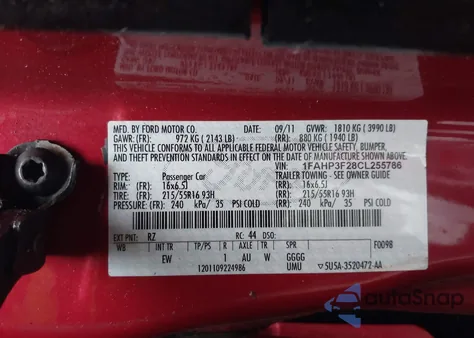 MFD. BY FORD MOTOR CO. DATE: 09/11 GVWR: 1810 KG (3990 LB)
GAWR: (FR): 972 KG (2143 LB) (RR): 880 KG (1940 LB)
THIS VEHICLE CONFORMS TO ALL APPLICABLE FEDERAL MOTOR VEHICLE SAFETY, BUMPER,
AND THEFT PREVENTION STANDARDS IN EFFECT ON THE DATE OF MANUFACTURE SHOWN ABOVE.
VIN: 1FAHP3F28CL255786
TYPE: Passenger Car TRAILER TOWING - SEE OWNER GUIDE
RIM: (FR) 16x6.5J (RR): 16x6.5J
TIRE: (FR): 215/55R16 93H (RR): 215/55R16 93H
PRESSURE: (FR): 240 kPa/ 35 PSI COLD (RR): 240 kPa/ 35 PSI COLD
EXT PNT: RZ RC: 44 DSO: F0098
WB INT TR TP/PS R AXLE TR SPR
EW 1 AU W GGGG
1201109224986 UMU ▽5U5A-3520472-AA
AutoSnap